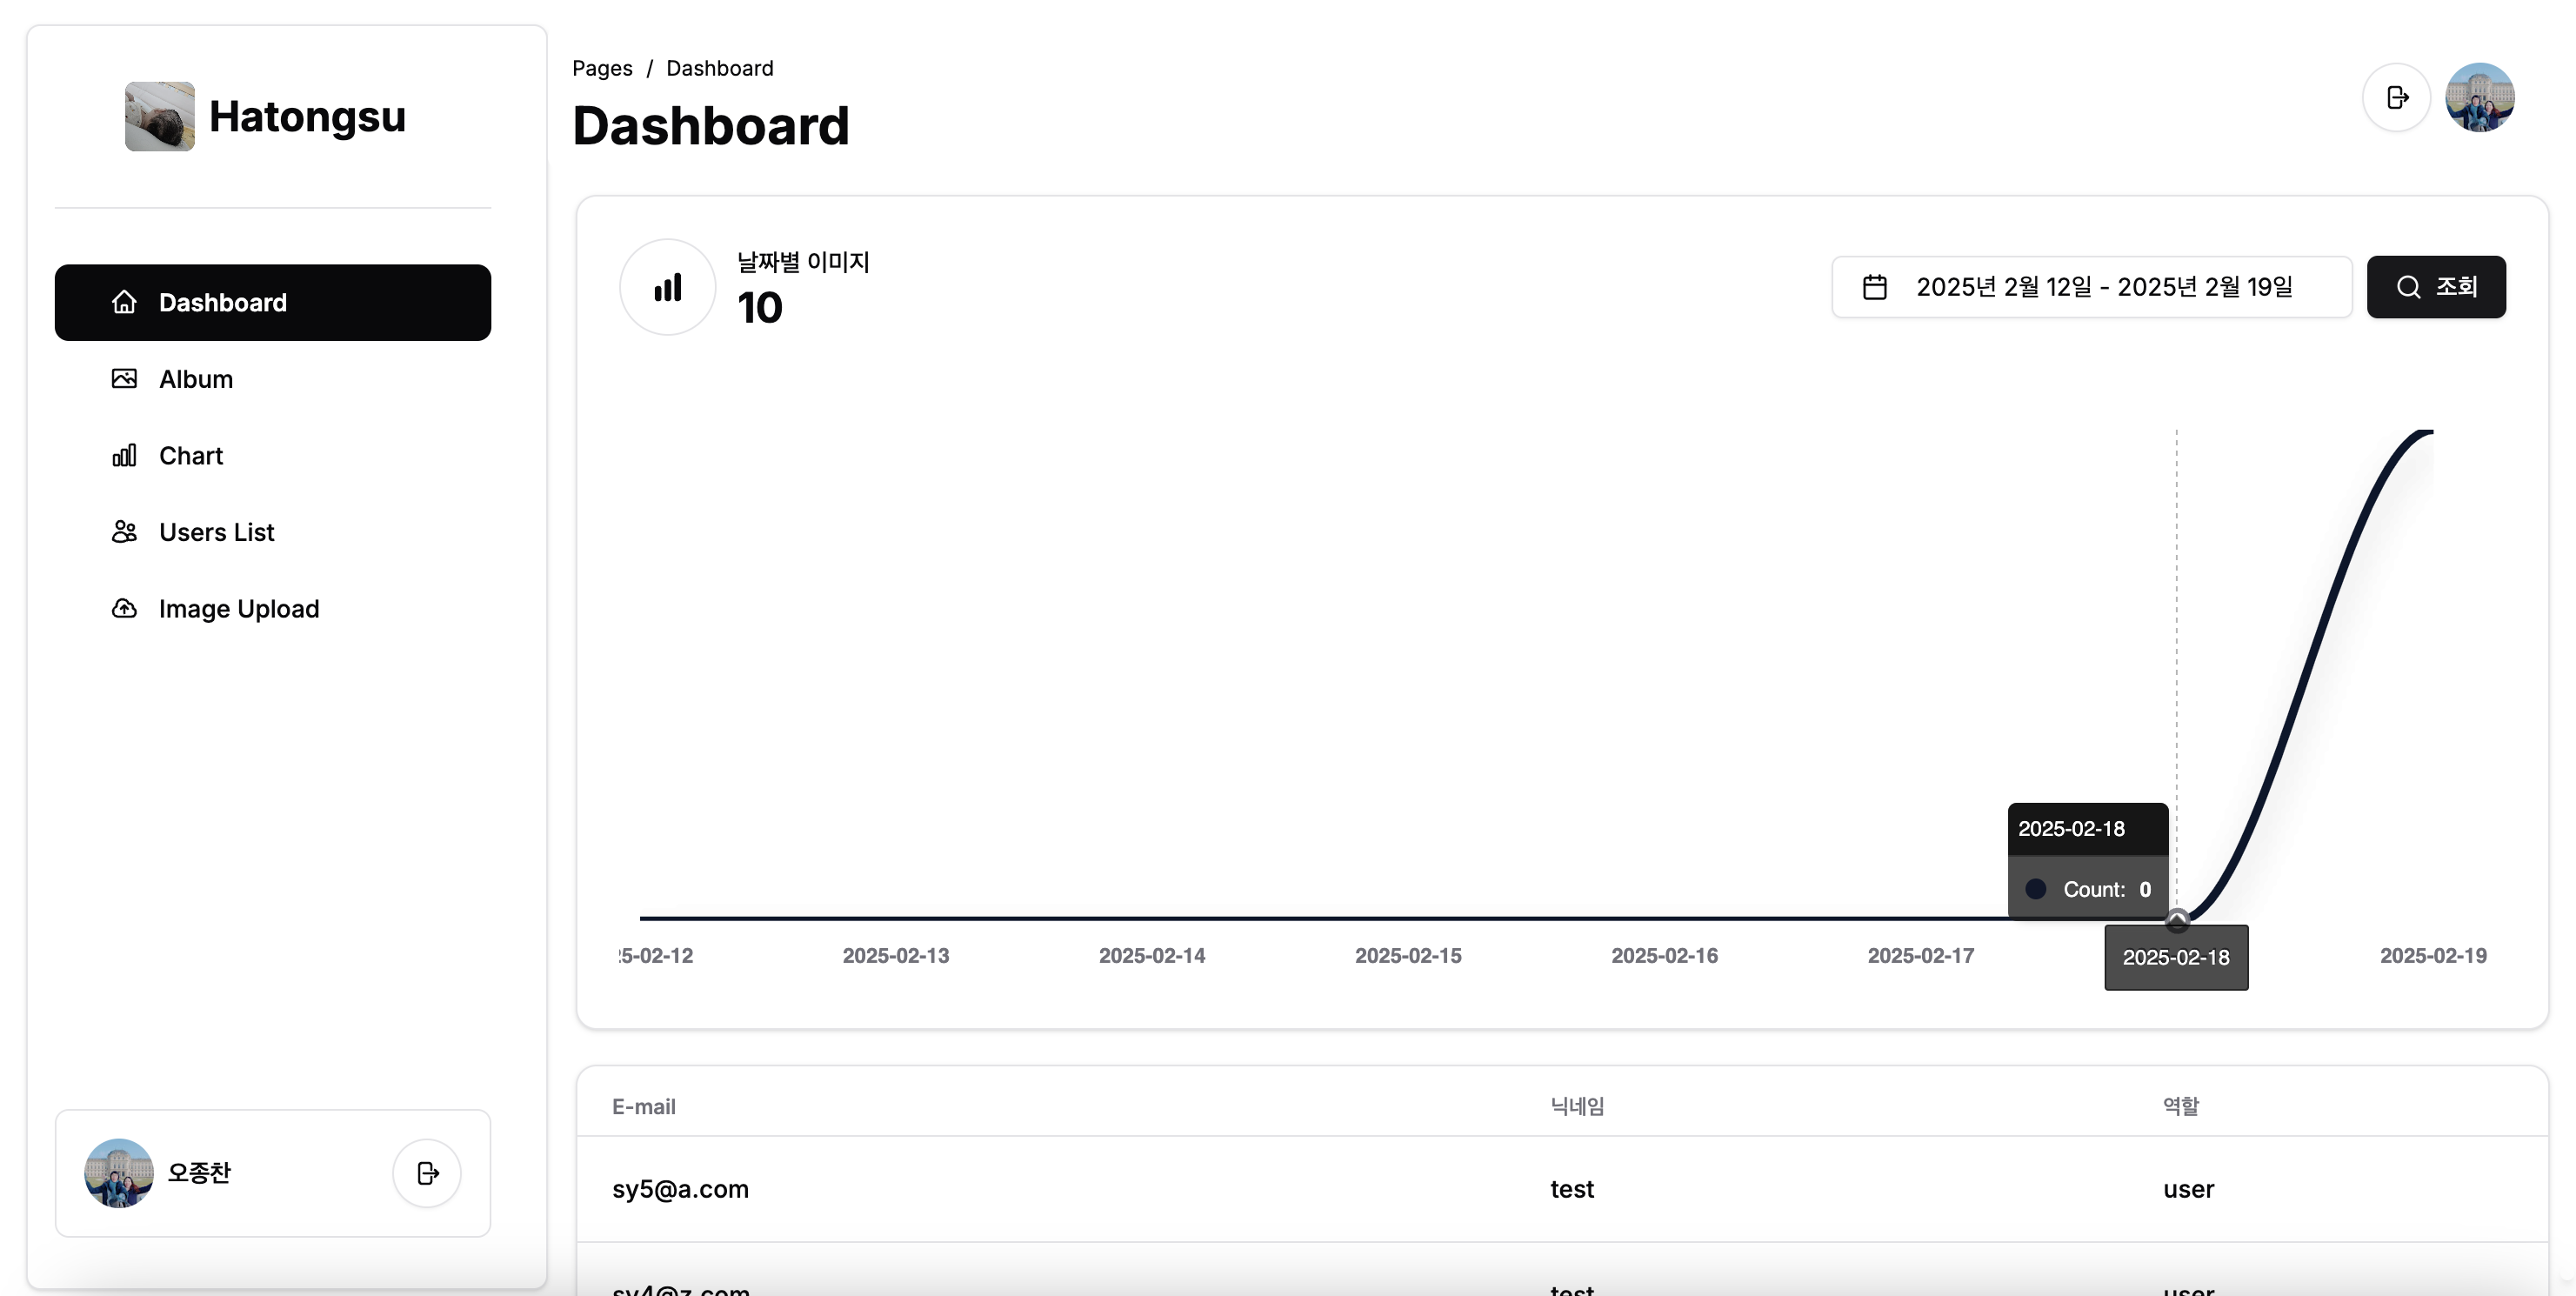 Hatongsu
Dashboard
Album
Chart
Users List
Image Upload
오종찬
Pages / Dashboard
Dashboard
날짜별 이미지
10
2025년 2월 12일 - 2025년 2월 19일
조회
2025-02-18
Count: 0
5-02-12 2025-02-13 2025-02-14 2025-02-15 2025-02-16 2025-02-17 2025-02-18 2025-02-19
E-mail 닉네임 역할
sy5@a.com test user
sy4@z.com test user